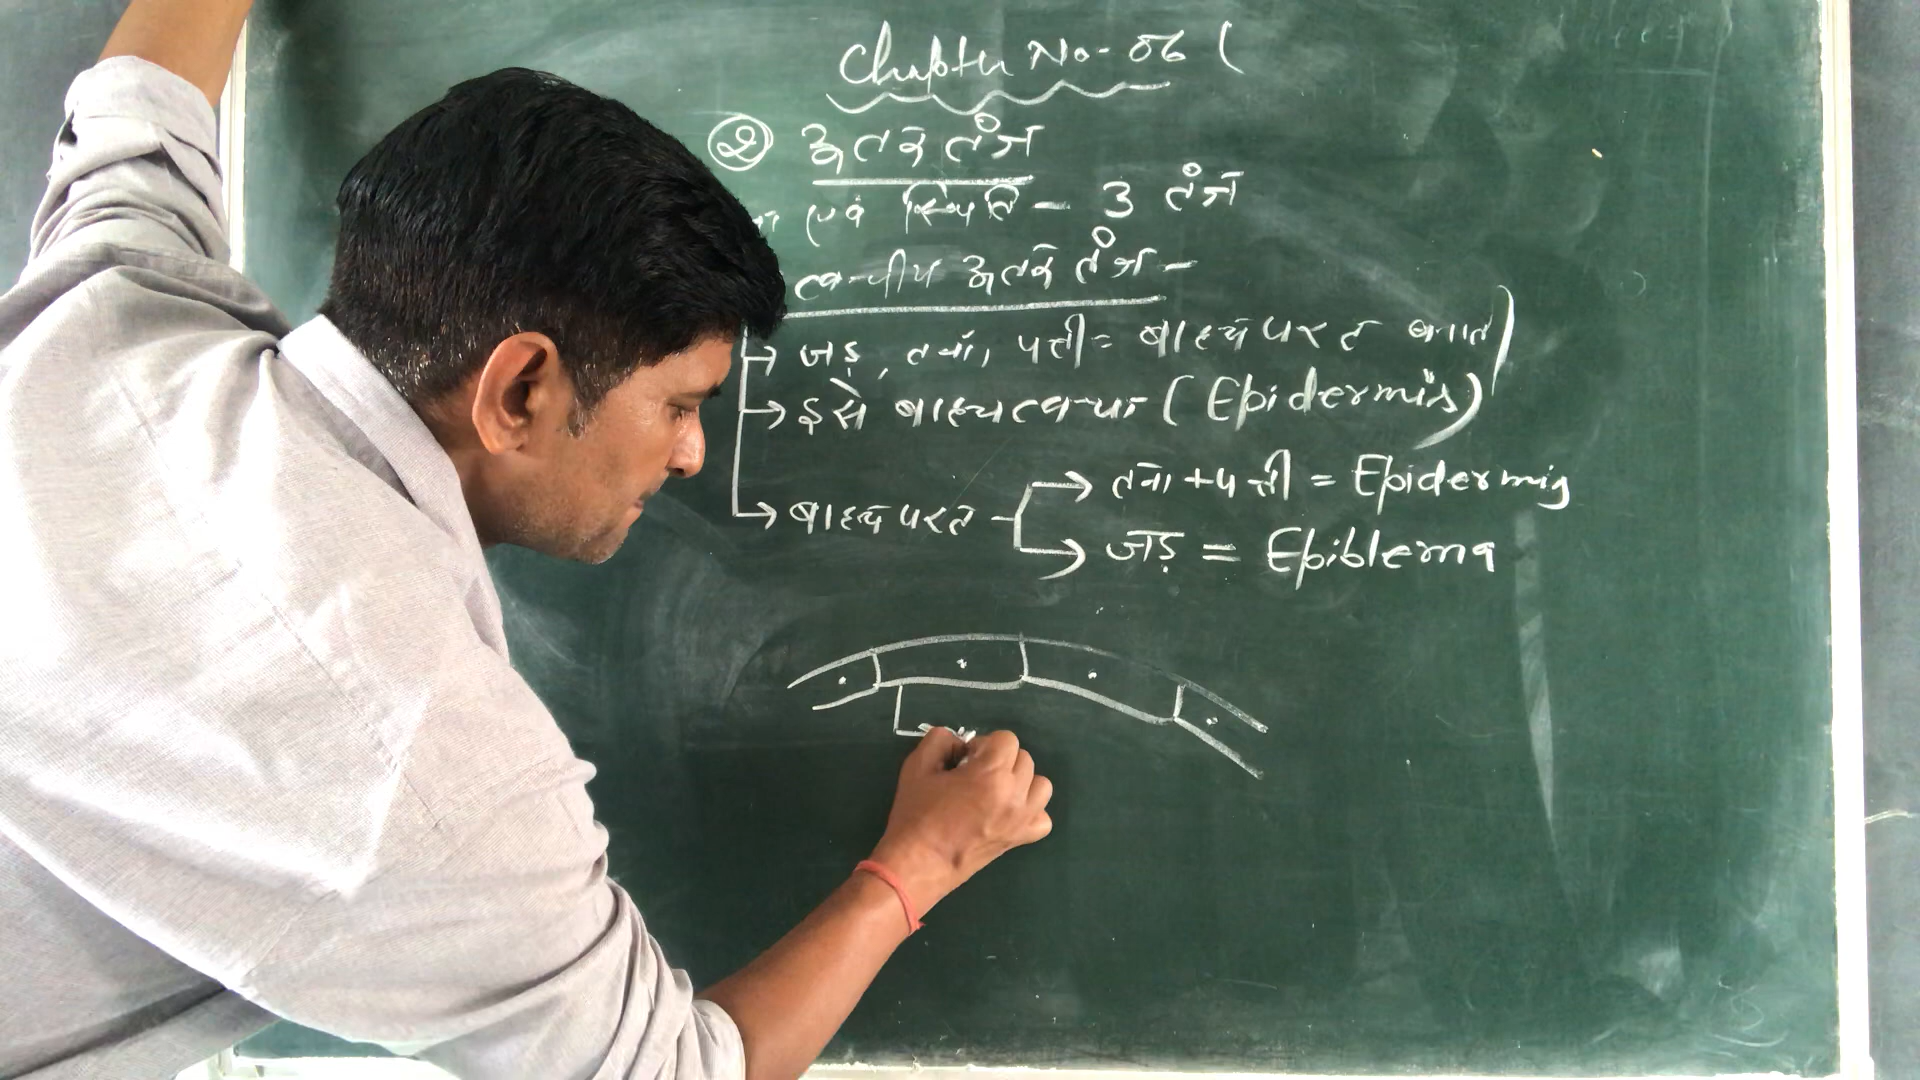 Chapter No-06 (
② ऊतक तंत्र
एवं स्थिति - 3 तंत्र
त्वचीय ऊतक तंत्र -
→ जड़, तना, पत्ती = बाह्य परत बनाते
→ इसे बाह्यत्वचा (Epidermis)
→ बाह्य परत
→ तना + पत्ती = Epidermis
→ जड़ = Epiblema